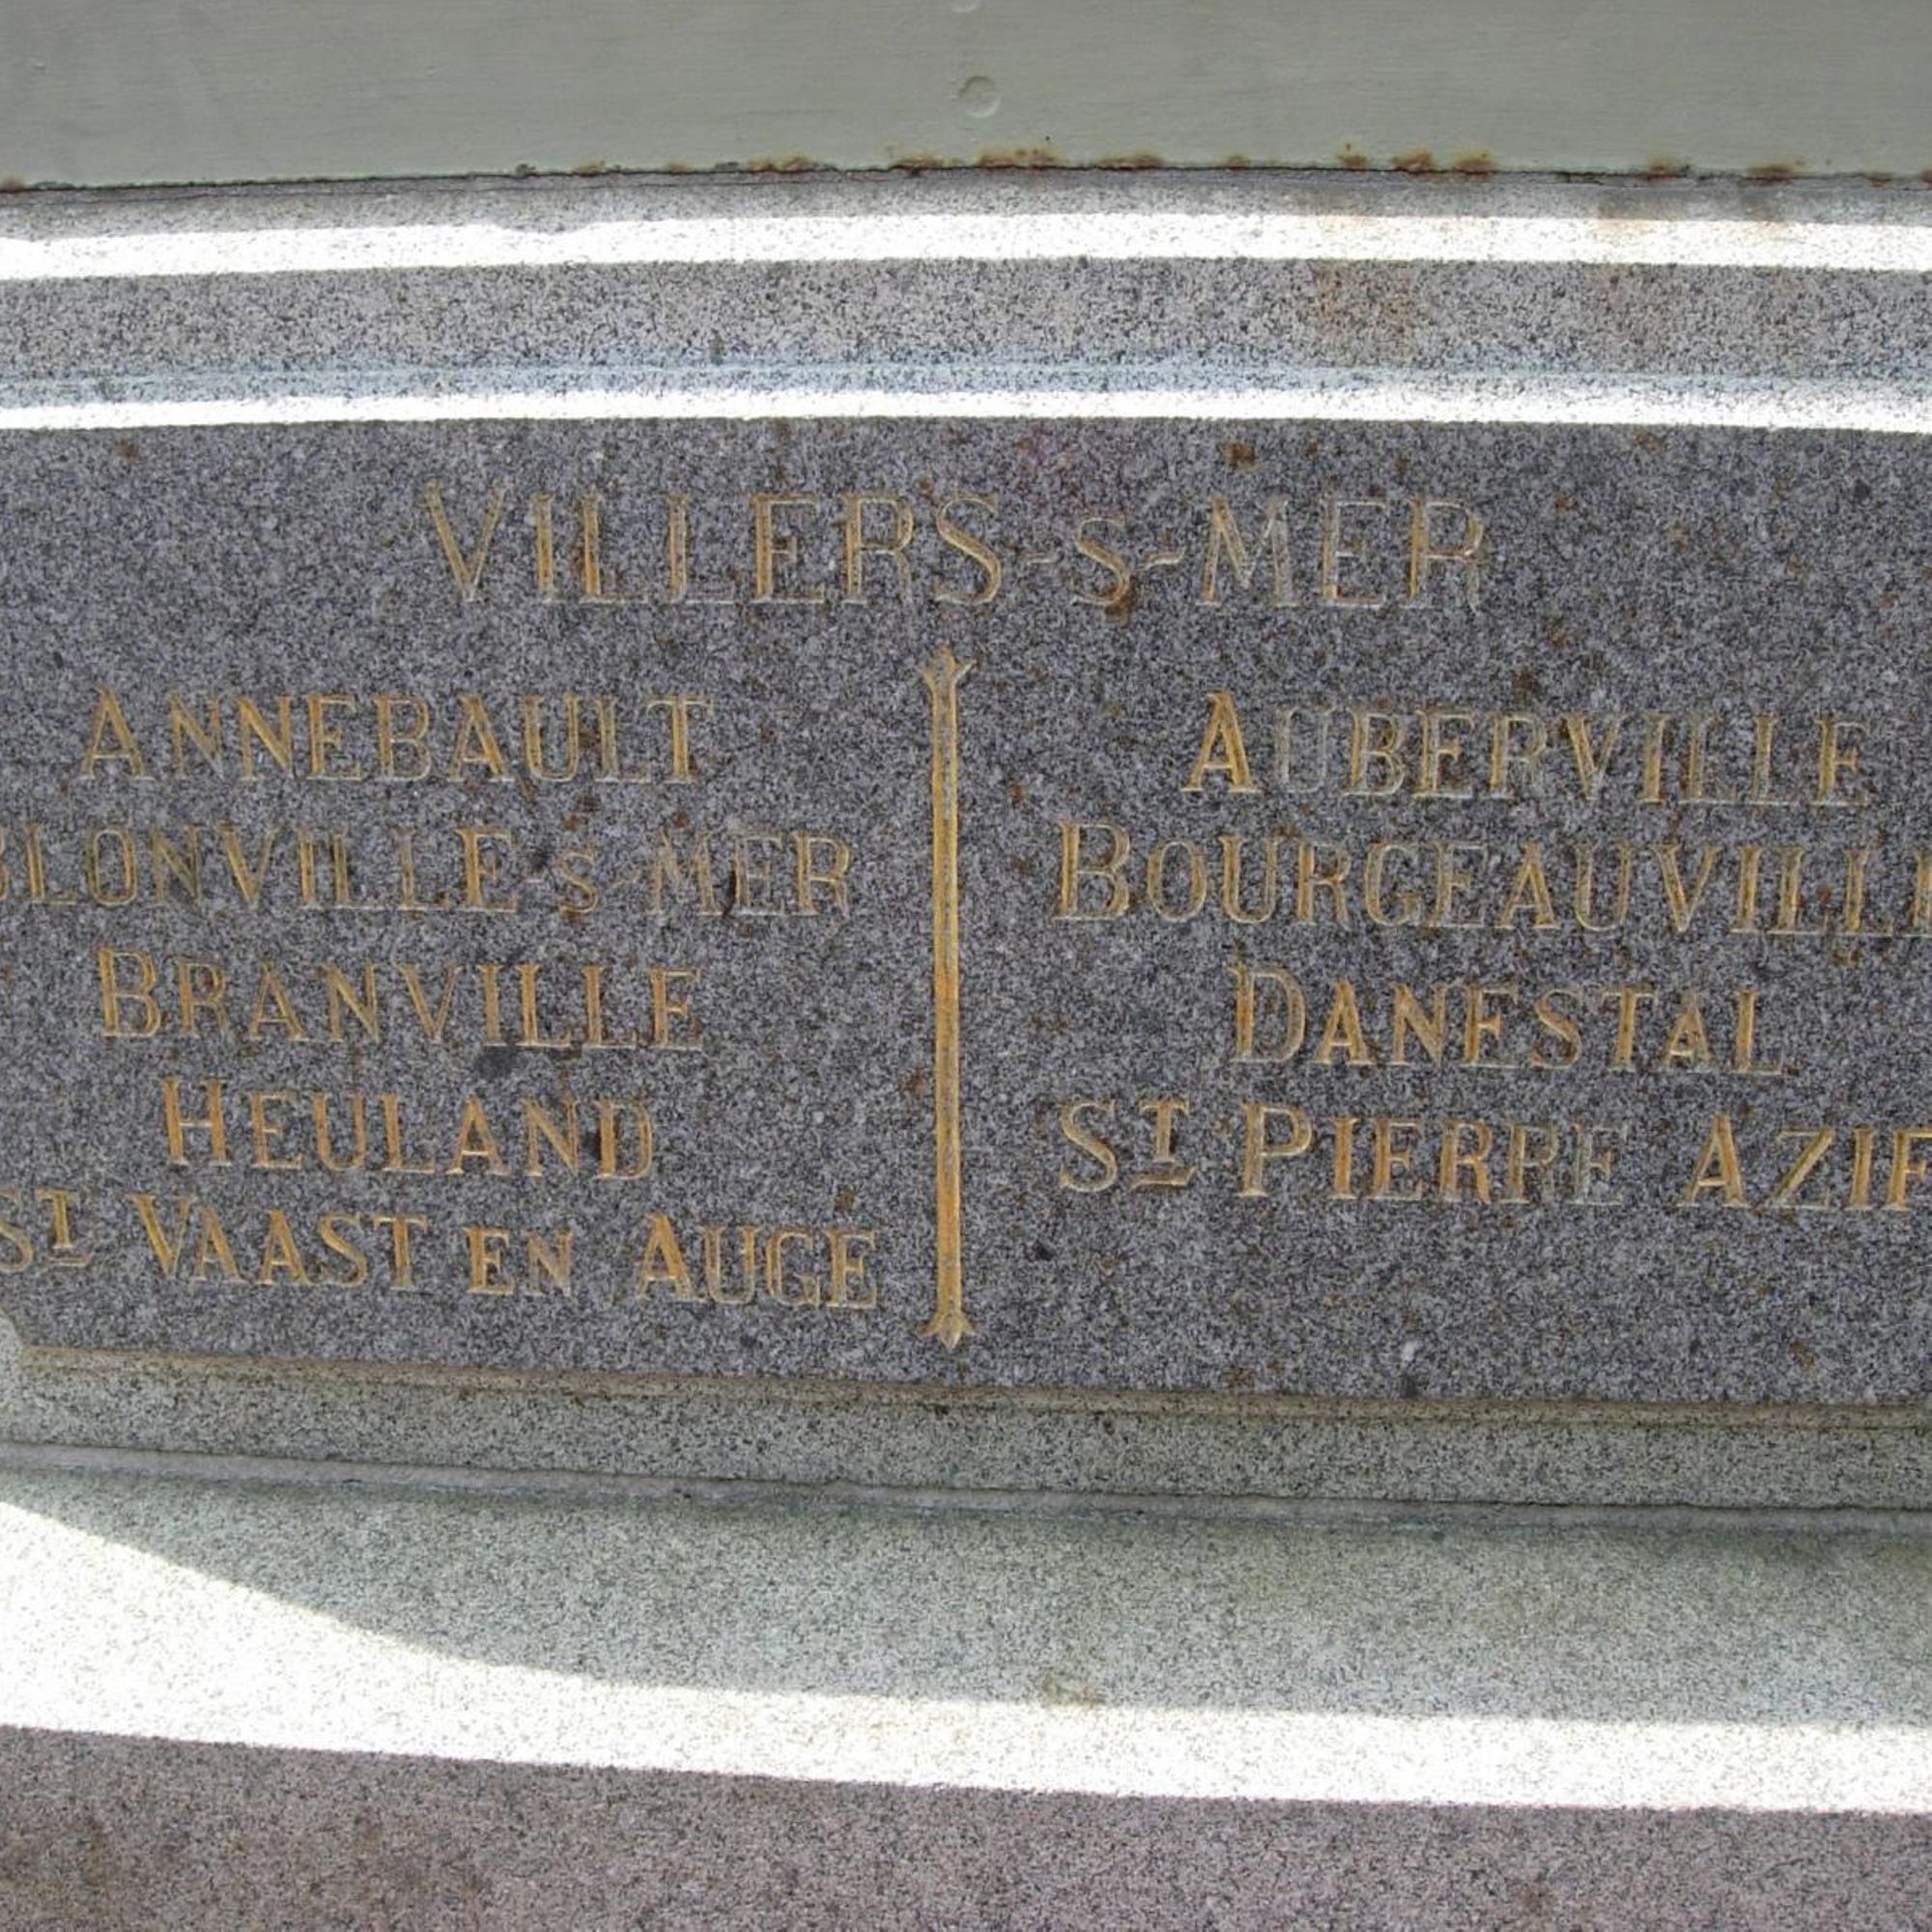 VILLERS-S-MER
ANNEBAULT
BLONVILLE-S-MER
BRANVILLE
HEULAND
ST VAAST EN AUGE
AUBERVILLE
BOURGEAUVILLE
DANESTAL
ST PIERRE AZIF